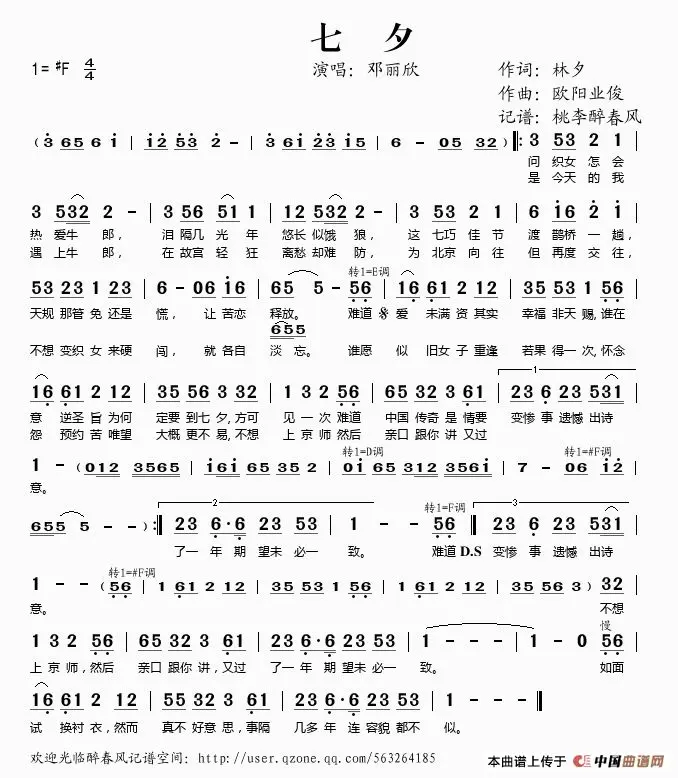 七 夕
1= #F 4/4
演唱：邓丽欣
作词：林夕
作曲：欧阳业俊
记谱：桃李醉春风
( 3 65 6 1 | 12 53 2 - | 3 61 23 15 | 6 - 05 32 ) ‖: 3 53 2 1 |
问 织女 怎 会
是 今天 的 我
3 532 2 - | 3 56 51 1 | 12 5 532 2 | 3 53 2 2 | 6 16 2 1 |
热 爱牛 郎， 泪 隔几 光 年 悠长 似饿 狼， 这 七巧 佳 节 渡 鹊桥 一 趟，
遇 上牛 郎， 在 故宫 轻 狂 离愁 却难 防， 为 北京 向 往 但 再度 交 往，
转1=E调
53 23 1 23 | 6 - 06 16 | 65 5 - 56 | 16 61 2 12 | 35 53 1 56 |
天规 那管 免 还是 慌， 让 苦恋 释放。 难道 𝄋 爱 未满 资 其实 幸福 非天 赐, 谁在
655
不想 变织 女 来硬 闯， 就 各自 淡 忘。 谁愿 似 旧女 子 重逢 若果 得一 次, 怀念
1
16 61 2 12 | 35 56 3 32 | 1 3 2 56 | 65 32 3 61 | 23 6 23 531 |
意 逆圣 旨 为何 定要 到七 夕, 方可 见 一 次 难道 中国 传奇 是 情要 变惨 事 遗憾 出诗
怨 预约 苦 唯望 大概 更不 易, 不想 上 京 师 然后 亲口 跟你 讲 又过
转1=D调 转1=#F调
1 - (012 3565 | i6i 65 35 2 | 0i 65 312 356i | 7 - 06 i2 |
意。
2 转1=F调 3
655 5 - - ) :‖ 23 6·6 23 53 | 1 - - 56 ‖ 23 6 23 531 |
了一 年 期 望未 必一 致。 难道 D.S 变惨 事 遗憾 出诗
转1=#F调
1 - - ( 56 | 1 61 2 12 | 35 53 1 56 | 1 61 2 12 | 35 56 3 ) 32 |
意。 不想
慢
1 3 2 56 | 65 32 3 61 | 23 6·6 23 53 | 1 - - - | 1 - 0 56 |
上 京 师, 然后 亲口 跟你 讲, 又过 了一 年 期 望未 必一 致。 如面
16 61 2 12 | 55 32 3 61 | 23 6·6 23 56 | 6 - - - ‖
试 换衬 衣, 然而 真不 好意 思, 事隔 几多 年 连 容貌 都不 似。
欢迎光临醉春风记谱空间：http://user.qzone.qq.com/563264185
本曲谱上传于 中国曲谱网